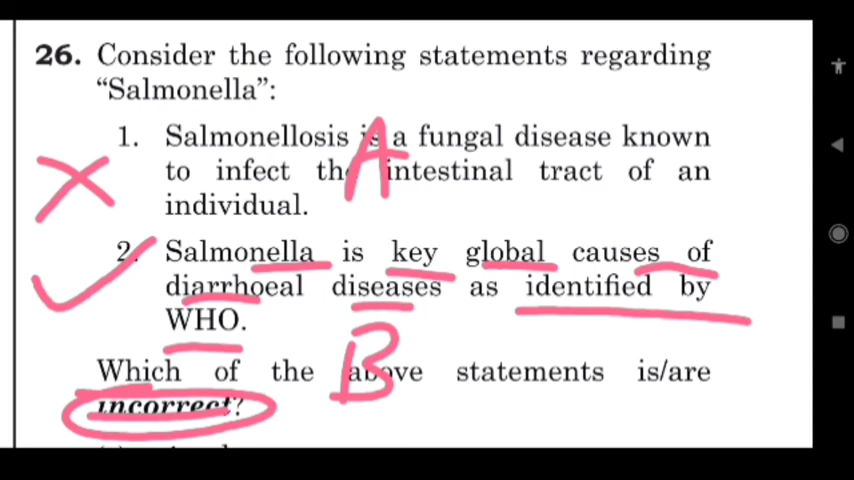 26. Consider the following statements regarding
"Salmonella":
1. Salmonellosis is a fungal disease known
to infect the intestinal tract of an
individual.
A
2. Salmonella is key global causes of
diarrhoeal diseases as identified by
WHO.
B
Which of the above statements is/are
incorrect?